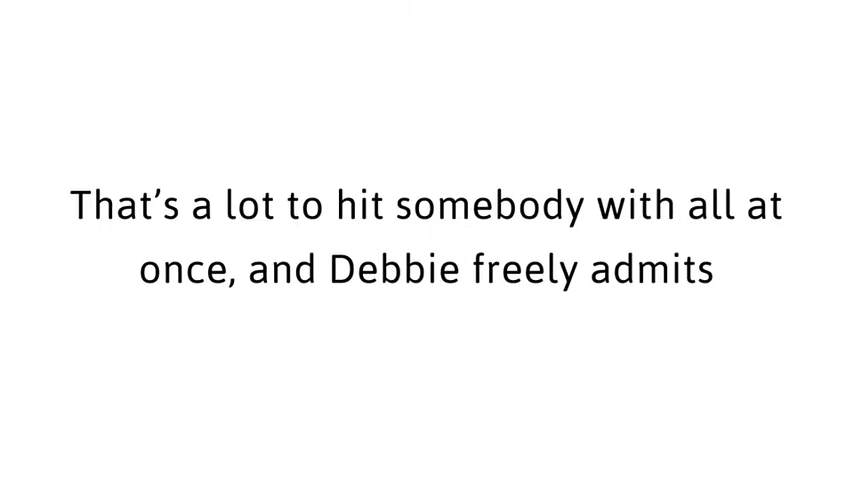 That’s a lot to hit somebody with all at
once, and Debbie freely admits